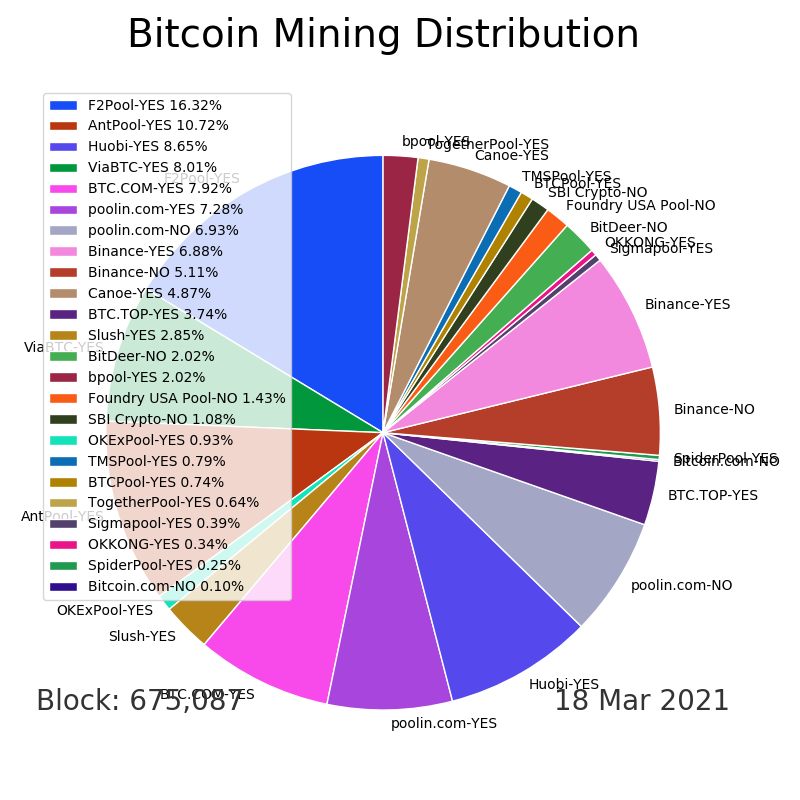 Bitcoin Mining Distribution
F2Pool-YES 16.32%
AntPool-YES 10.72%
Huobi-YES 8.65%
ViaBTC-YES 8.01%
BTC.COM-YES 7.92%
poolin.com-YES 7.28%
poolin.com-NO 6.93%
Binance-YES 6.88%
Binance-NO 5.11%
Canoe-YES 4.87%
BTC.TOP-YES 3.74%
Slush-YES 2.85%
BitDeer-NO 2.02%
bpool-YES 2.02%
Foundry USA Pool-NO 1.43%
SBI Crypto-NO 1.08%
OKExPool-YES 0.93%
TMSPool-YES 0.79%
BTCPool-YES 0.74%
TogetherPool-YES 0.64%
Sigmapool-YES 0.39%
OKKONG-YES 0.34%
SpiderPool-YES 0.25%
Bitcoin.com-NO 0.10%
bpool-YES
TogetherPool-YES
Canoe-YES
TMSPool-YES
BTCPool-YES
SBI Crypto-NO
Foundry USA Pool-NO
BitDeer-NO
OKKONG-YES
Sigmapool-YES
Binance-YES
Binance-NO
SpiderPool-YES
Bitcoin.com-NO
BTC.TOP-YES
poolin.com-NO
Huobi-YES
poolin.com-YES
BTC.COM-YES
Slush-YES
OKExPool-YES
AntPool-YES
ViaBTC-YES
F2Pool-YES
Block: 675,087
18 Mar 2021